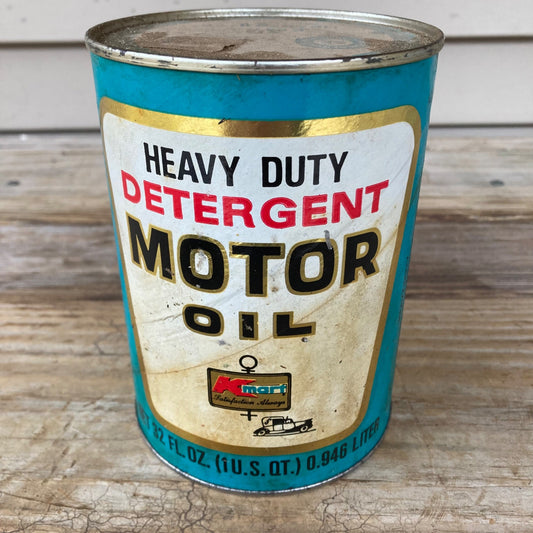 HEAVY DUTY
DETERGENT
MOTOR
OIL
Kmart
Satisfaction Always
32 FL.OZ. (1 U.S. QT.) 0.946 LITER